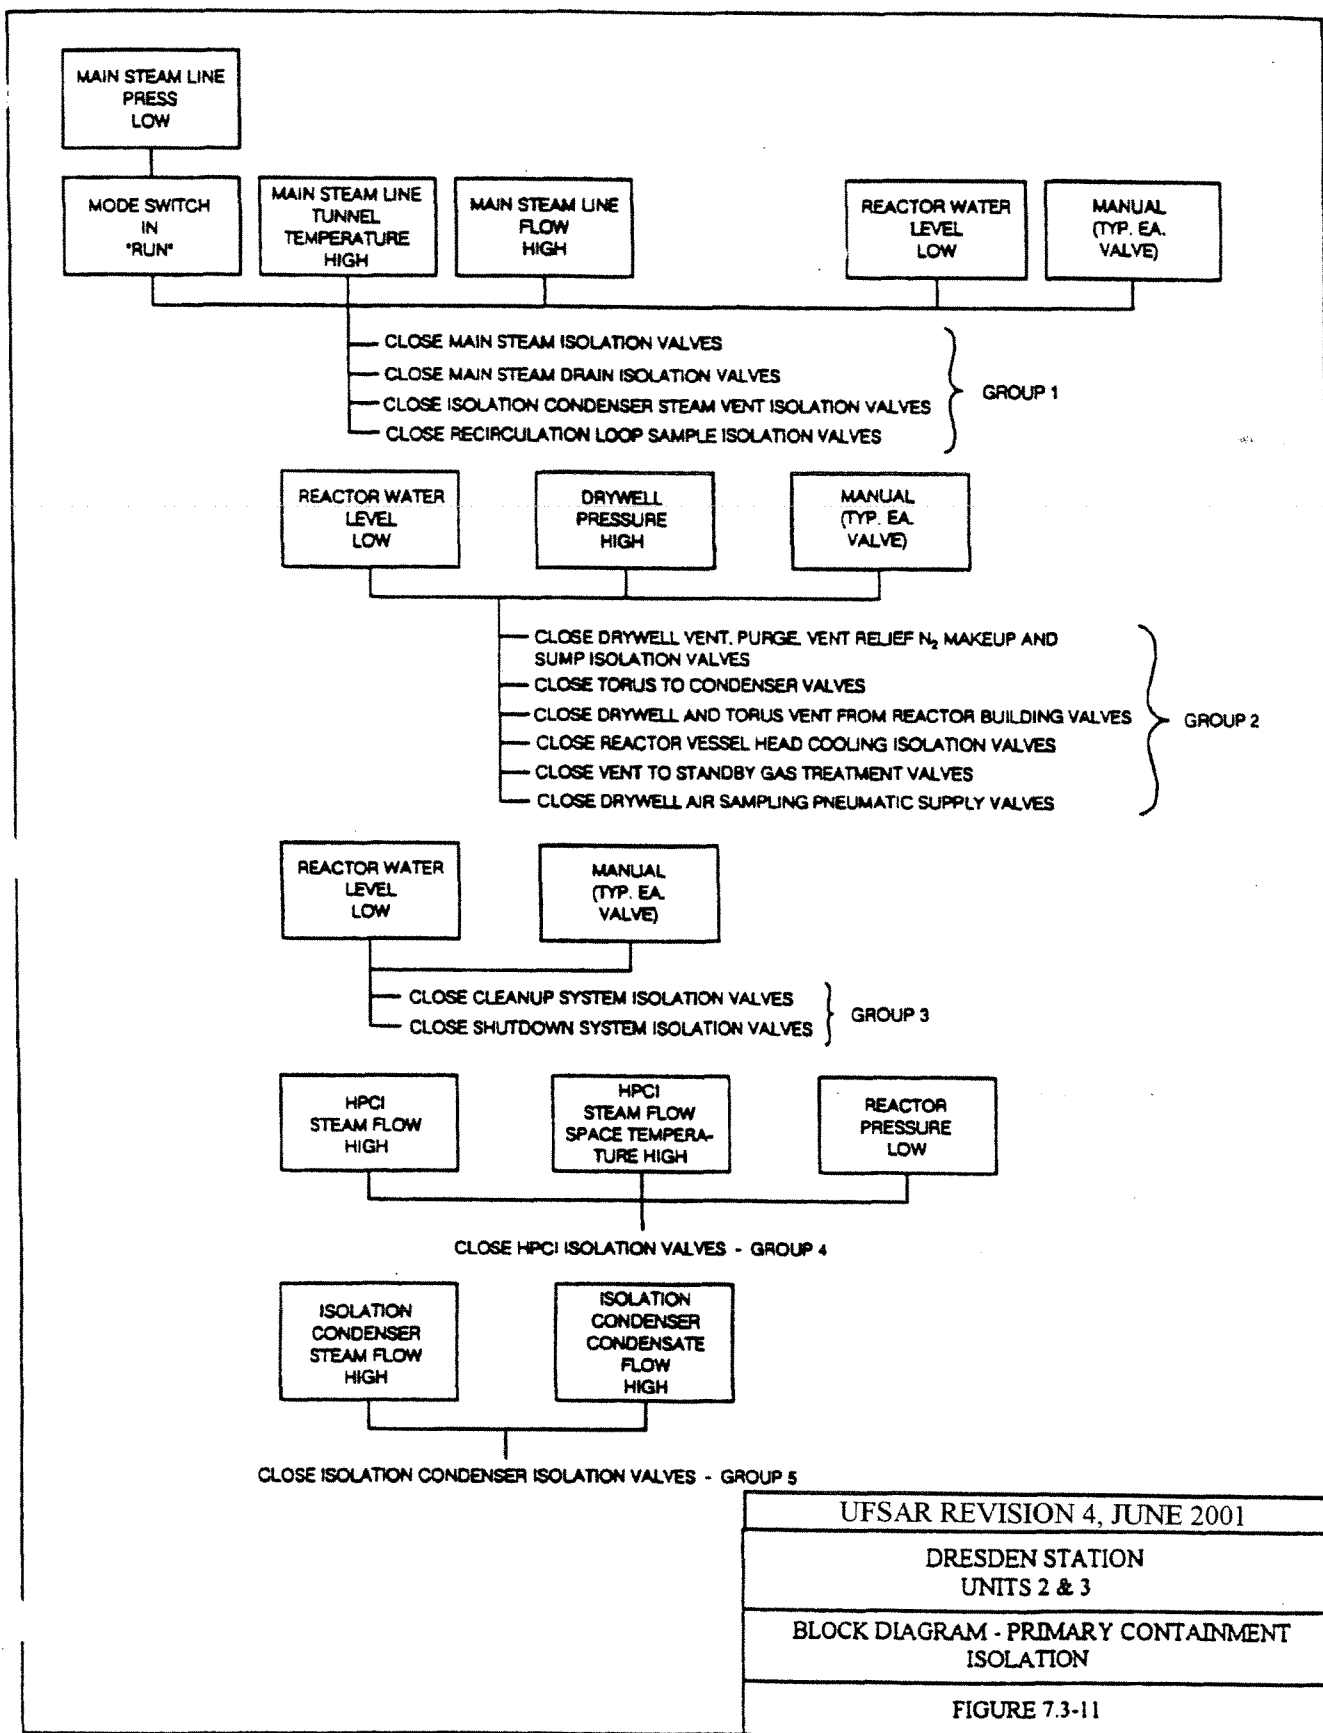 MAIN STEAM LINE
PRESS
LOW
MODE SWITCH
IN
"RUN"
MAIN STEAM LINE
TUNNEL
TEMPERATURE
HIGH
MAIN STEAM LINE
FLOW
HIGH
REACTOR WATER
LEVEL
LOW
MANUAL
(TYP. EA.
VALVE)
CLOSE MAIN STEAM ISOLATION VALVES
CLOSE MAIN STEAM DRAIN ISOLATION VALVES
CLOSE ISOLATION CONDENSER STEAM VENT ISOLATION VALVES
CLOSE RECIRCULATION LOOP SAMPLE ISOLATION VALVES
GROUP 1
REACTOR WATER
LEVEL
LOW
DRYWELL
PRESSURE
HIGH
MANUAL
(TYP. EA.
VALVE)
CLOSE DRYWELL VENT, PURGE, VENT RELIEF N₂ MAKEUP AND
SUMP ISOLATION VALVES
CLOSE TORUS TO CONDENSER VALVES
CLOSE DRYWELL AND TORUS VENT FROM REACTOR BUILDING VALVES
CLOSE REACTOR VESSEL HEAD COOLING ISOLATION VALVES
CLOSE VENT TO STANDBY GAS TREATMENT VALVES
CLOSE DRYWELL AIR SAMPLING PNEUMATIC SUPPLY VALVES
GROUP 2
REACTOR WATER
LEVEL
LOW
MANUAL
(TYP. EA.
VALVE)
CLOSE CLEANUP SYSTEM ISOLATION VALVES
CLOSE SHUTDOWN SYSTEM ISOLATION VALVES
GROUP 3
HPCI
STEAM FLOW
HIGH
HPCI
STEAM FLOW
SPACE TEMPERA-
TURE HIGH
REACTOR
PRESSURE
LOW
CLOSE HPCI ISOLATION VALVES - GROUP 4
ISOLATION
CONDENSER
STEAM FLOW
HIGH
ISOLATION
CONDENSER
CONDENSATE
FLOW
HIGH
CLOSE ISOLATION CONDENSER ISOLATION VALVES - GROUP 5
UFSAR REVISION 4, JUNE 2001
DRESDEN STATION
UNITS 2 & 3
BLOCK DIAGRAM - PRIMARY CONTAINMENT
ISOLATION
FIGURE 7.3-11